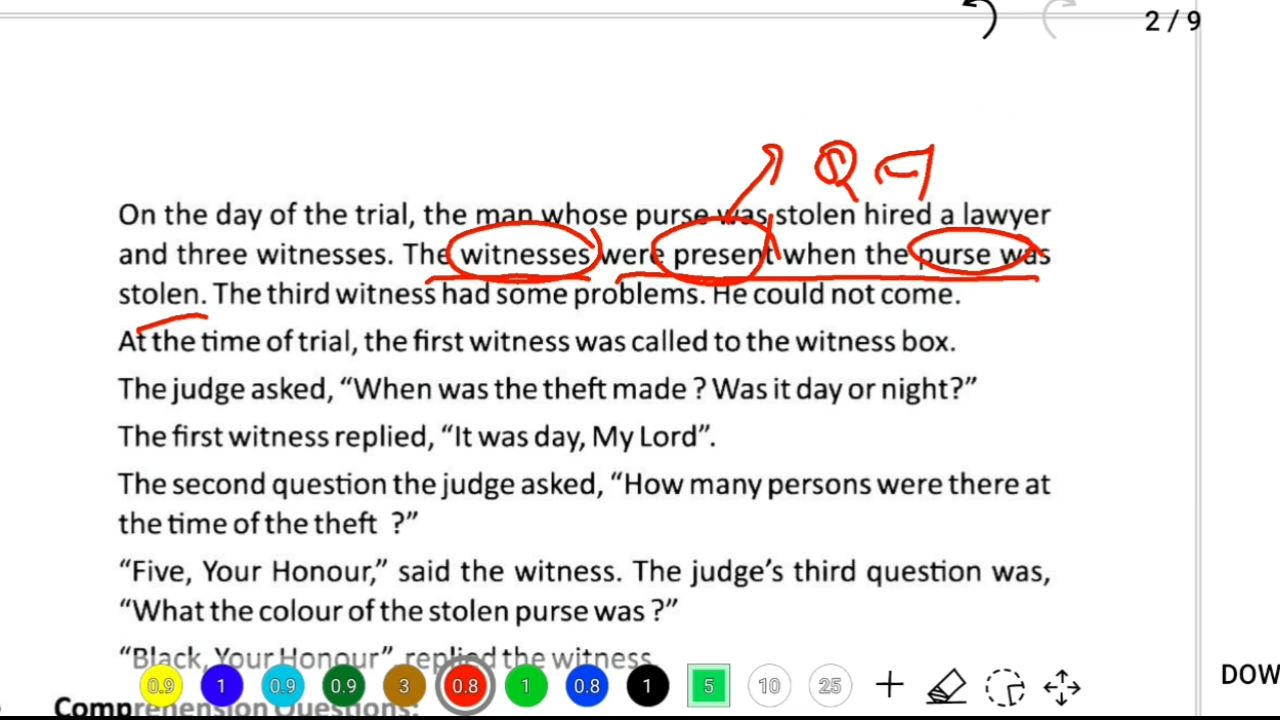 2 / 9
On the day of the trial, the man whose purse was stolen hired a lawyer
and three witnesses. The witnesses were present when the purse was
stolen. The third witness had some problems. He could not come.
At the time of trial, the first witness was called to the witness box.
The judge asked, “When was the theft made ? Was it day or night?”
The first witness replied, “It was day, My Lord”.
The second question the judge asked, “How many persons were there at
the time of the theft ?”
“Five, Your Honour,” said the witness. The judge’s third question was,
“What the colour of the stolen purse was ?”
“Black, Your Honour” replied the witness
0.9 1 0.9 0.9 3 0.8 1 0.8 1 5 10 25
DOW
Comprehension Questions: